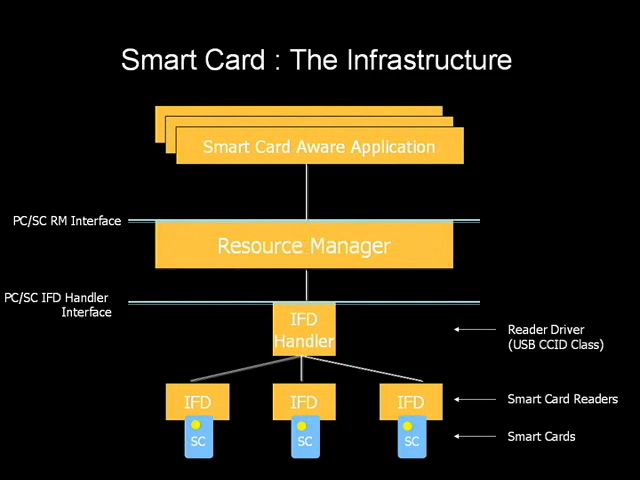 Smart Card : The Infrastructure
Smart Card Aware Application
PC/SC RM Interface
Resource Manager
PC/SC IFD Handler
Interface
IFD
Handler
Reader Driver
(USB CCID Class)
IFD IFD IFD
Smart Card Readers
SC SC SC
Smart Cards